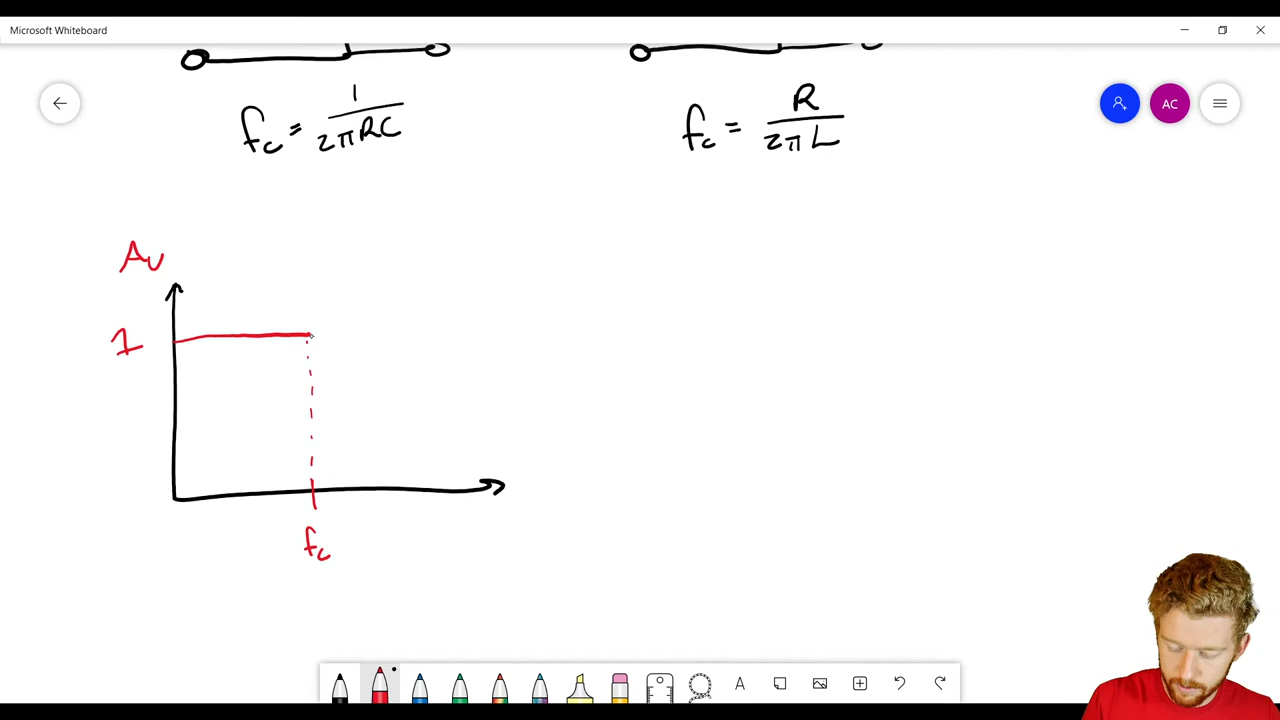 Microsoft Whiteboard
AC
fc = 1 / 2πRC
fc = R / 2πL
Av
1
fc
A